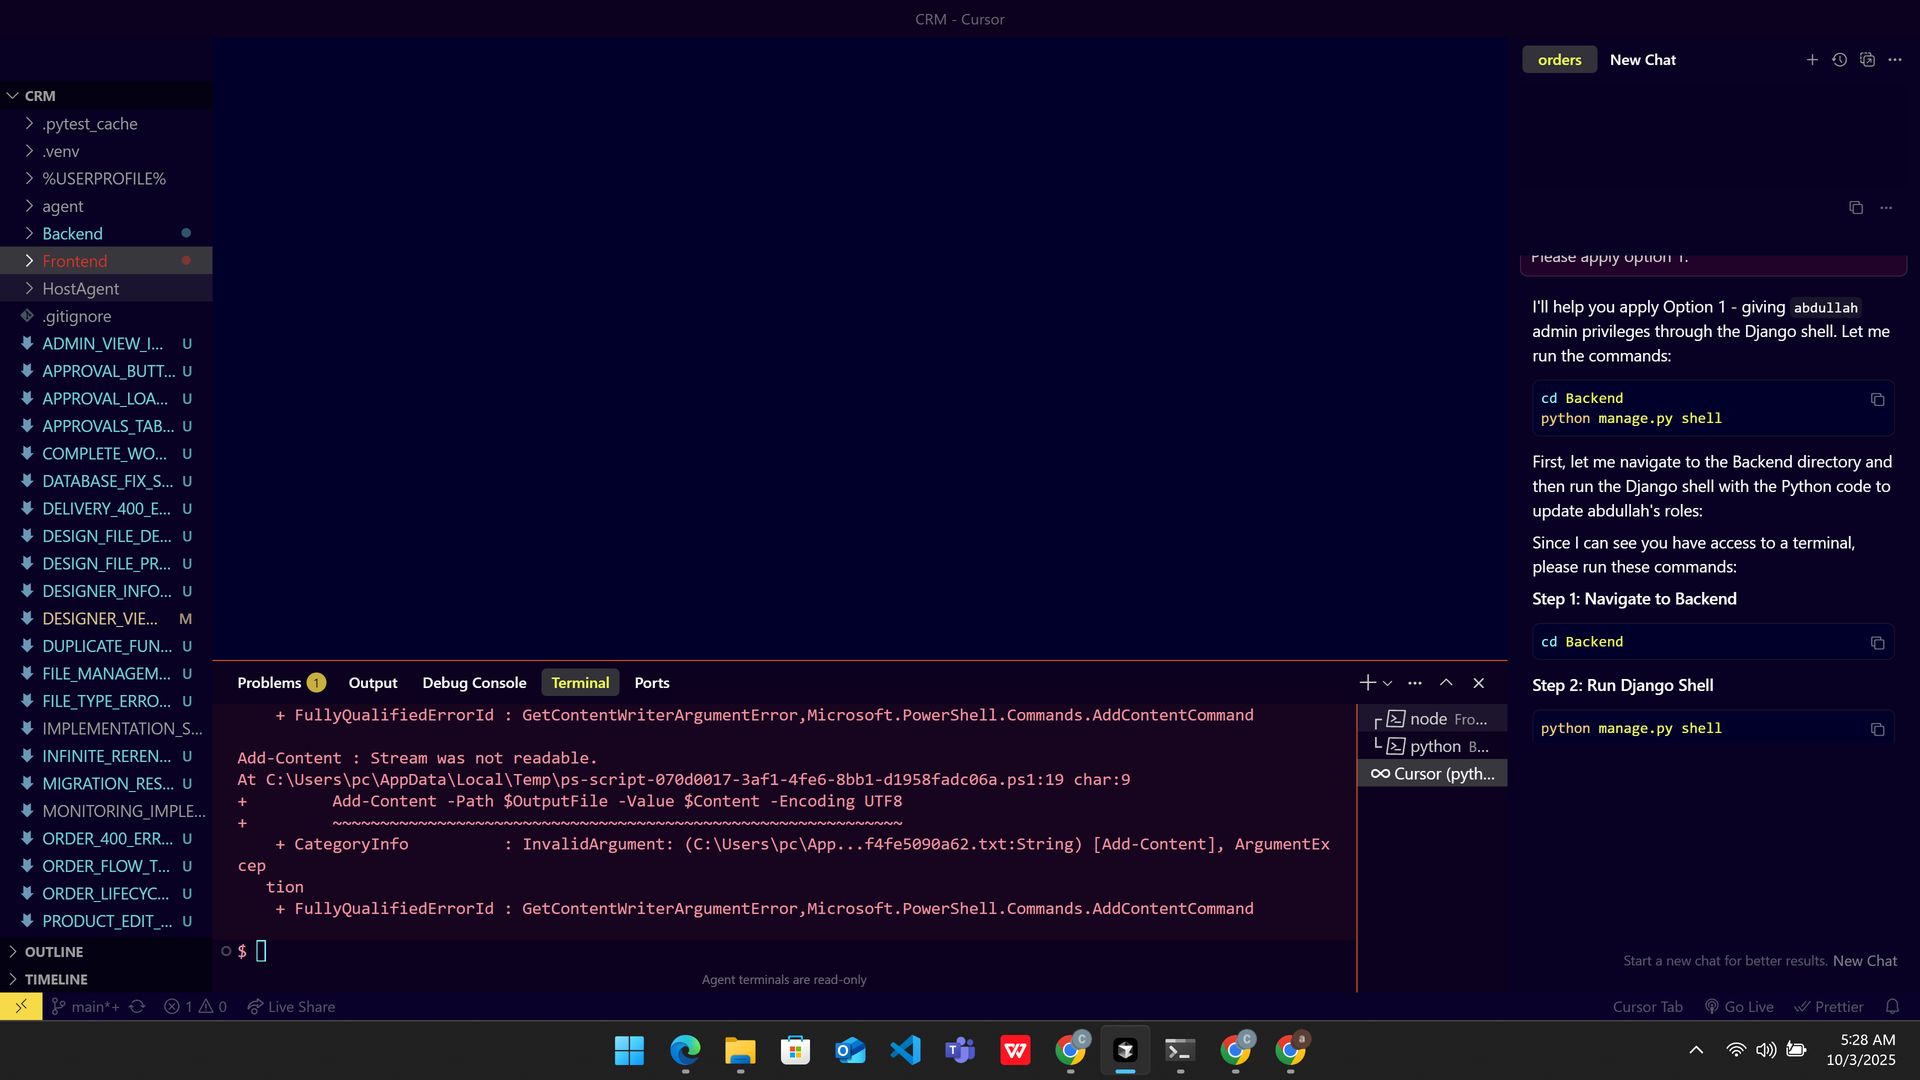 CRM - Cursor
CRM
.pytest_cache
.venv
%USERPROFILE%
agent
Backend
Frontend
HostAgent
.gitignore
ADMIN_VIEW_I... U
APPROVAL_BUTT... U
APPROVAL_LOA... U
APPROVALS_TAB... U
COMPLETE_WO... U
DATABASE_FIX_S... U
DELIVERY_400_E... U
DESIGN_FILE_DE... U
DESIGN_FILE_PR... U
DESIGNER_INFO... U
DESIGNER_VIE... M
DUPLICATE_FUN... U
FILE_MANAGEM... U
FILE_TYPE_ERRO... U
IMPLEMENTATION_S...
INFINITE_REREN... U
MIGRATION_RES... U
MONITORING_IMPLE...
ORDER_400_ERR... U
ORDER_FLOW_T... U
ORDER_LIFECYC... U
PRODUCT_EDIT_... U
OUTLINE
TIMELINE
Problems 1 Output Debug Console Terminal Ports
+ FullyQualifiedErrorId : GetContentWriterArgumentError,Microsoft.PowerShell.Commands.AddContentCommand
Add-Content : Stream was not readable.
At C:\Users\pc\AppData\Local\Temp\ps-script-070d0017-3af1-4fe6-8bb1-d1958fadc06a.ps1:19 char:9
+         Add-Content -Path $OutputFile -Value $Content -Encoding UTF8
+         ~~~~~~~~~~~~~~~~~~~~~~~~~~~~~~~~~~~~~~~~~~~~~~~~~~~~~~~~~~~~
+ CategoryInfo          : InvalidArgument: (C:\Users\pc\App...f4fe5090a62.txt:String) [Add-Content], ArgumentEx
cep
tion
+ FullyQualifiedErrorId : GetContentWriterArgumentError,Microsoft.PowerShell.Commands.AddContentCommand
$
Agent terminals are read-only
node Fro...
python B...
Cursor (pyth...
orders New Chat
Please apply option 1.
I'll help you apply Option 1 - giving abdullah
admin privileges through the Django shell. Let me
run the commands:
cd Backend
python manage.py shell
First, let me navigate to the Backend directory and
then run the Django shell with the Python code to
update abdullah's roles:
Since I can see you have access to a terminal,
please run these commands:
Step 1: Navigate to Backend
cd Backend
Step 2: Run Django Shell
python manage.py shell
Start a new chat for better results. New Chat
main*+ 1 0 Live Share
Cursor Tab Go Live Prettier
C
C
a
5:28 AM
10/3/2025